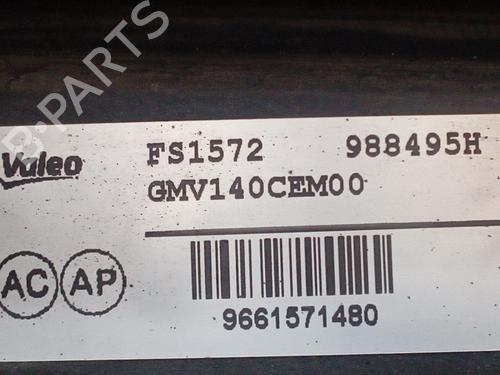 B-PARTS
Valeo FS1572 988495H
GMV140CEM00
AC AP
9661571480